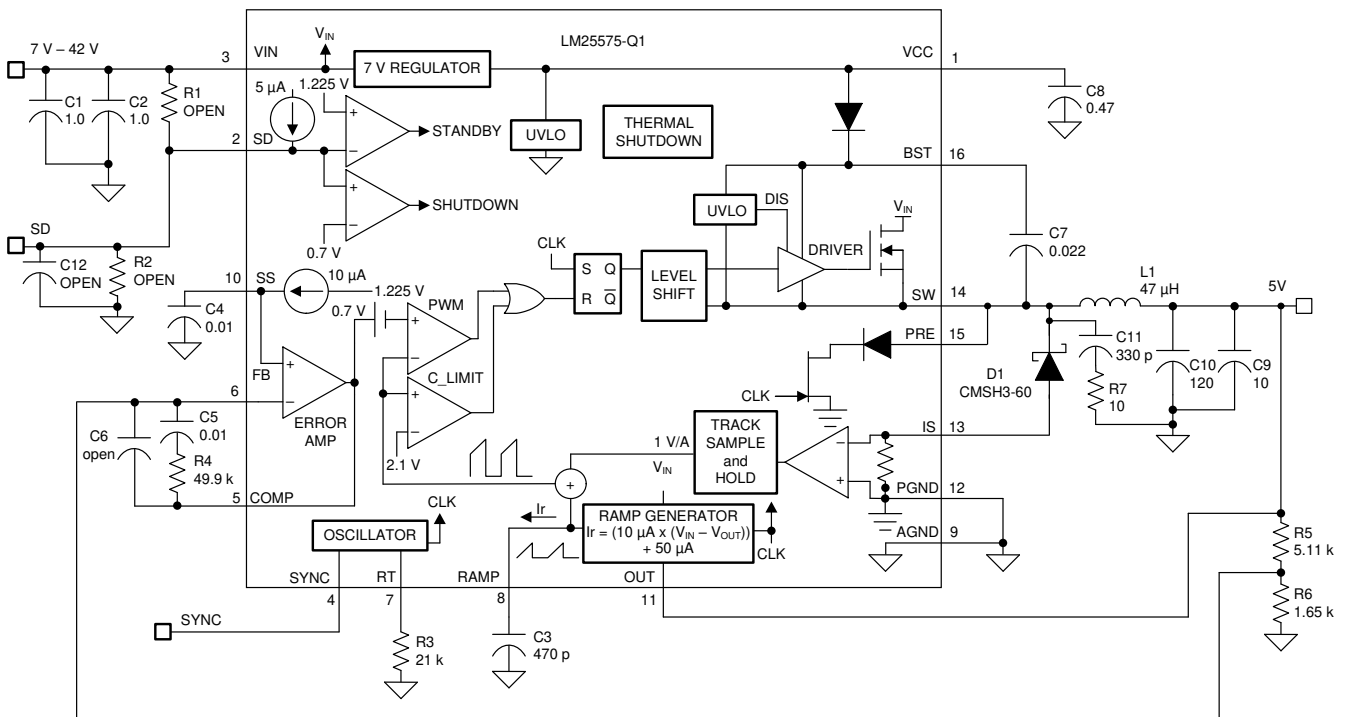 LM25575-Q1
7 V – 42 V
3
VIN
V_IN
7 V REGULATOR
VCC
1
C1
1.0
C2
1.0
R1
OPEN
5 µA
1.225 V
+
–
STANDBY
UVLO
THERMAL
SHUTDOWN
C8
0.47
2
SD
+
–
SHUTDOWN
0.7 V
BST
16
UVLO
DIS
V_IN
DRIVER
C7
0.022
SD
C12
OPEN
R2
OPEN
10
SS
10 µA
1.225 V
0.7 V
PWM
+
–
CLK
S Q
R Q̅
LEVEL
SHIFT
SW
14
L1
47 µH
5V
C4
0.01
PRE
15
C11
330 p
C10
120
C9
10
+
–
FB
6
ERROR
AMP
C_LIMIT
+
–
2.1 V
CLK
D1
CMSH3-60
R7
10
C6
open
C5
0.01
R4
49.9 k
5
COMP
1 V/A
V_IN
+
TRACK
SAMPLE
and
HOLD
–
+
IS
13
PGND
12
AGND
9
CLK
OSCILLATOR
Ir
RAMP GENERATOR
Ir = (10 µA x (V_IN – V_OUT))
+ 50 µA
CLK
R5
5.11 k
R6
1.65 k
SYNC
4
RT
7
RAMP
8
OUT
11
SYNC
R3
21 k
C3
470 p